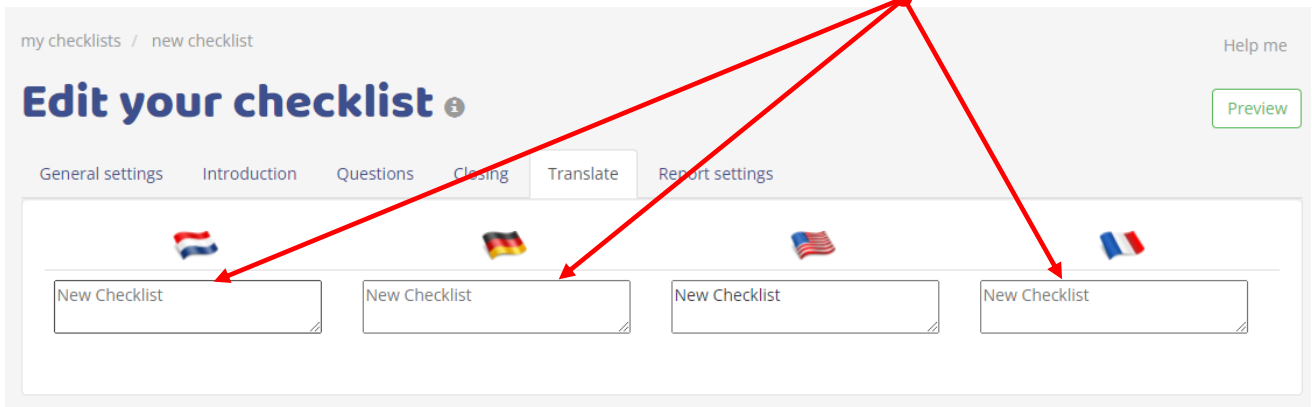 my checklists / new checklist
Help me
Edit your checklist
Preview
General settings Introduction Questions Closing Translate Report settings
New Checklist New Checklist New Checklist New Checklist